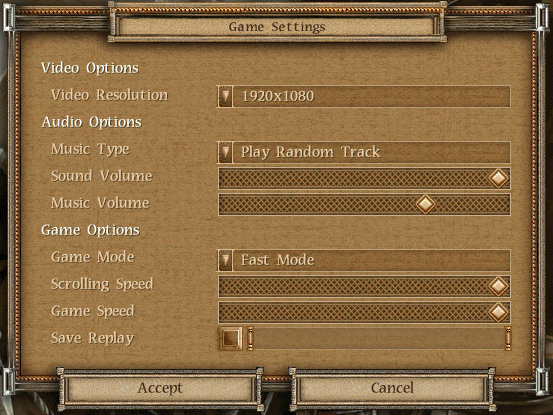 Game Settings
Video Options
Video Resolution 1920x1080
Audio Options
Music Type Play Random Track
Sound Volume
Music Volume
Game Options
Game Mode Fast Mode
Scrolling Speed
Game Speed
Save Replay
Accept Cancel